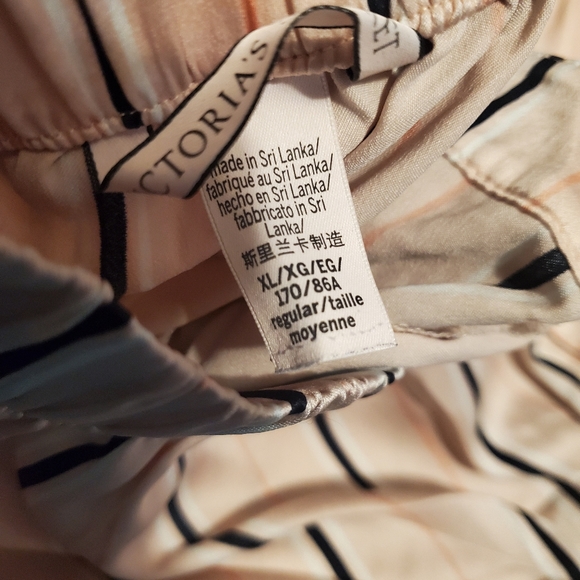 CTORIA'S
ET
made in Sri Lanka/
fabriqué au Sri Lanka/
hecho en Sri Lanka/
fabbricato in Sri
Lanka/
斯里兰卡制造
XL/XG/EG/
170/86A
regular/taille
moyenne